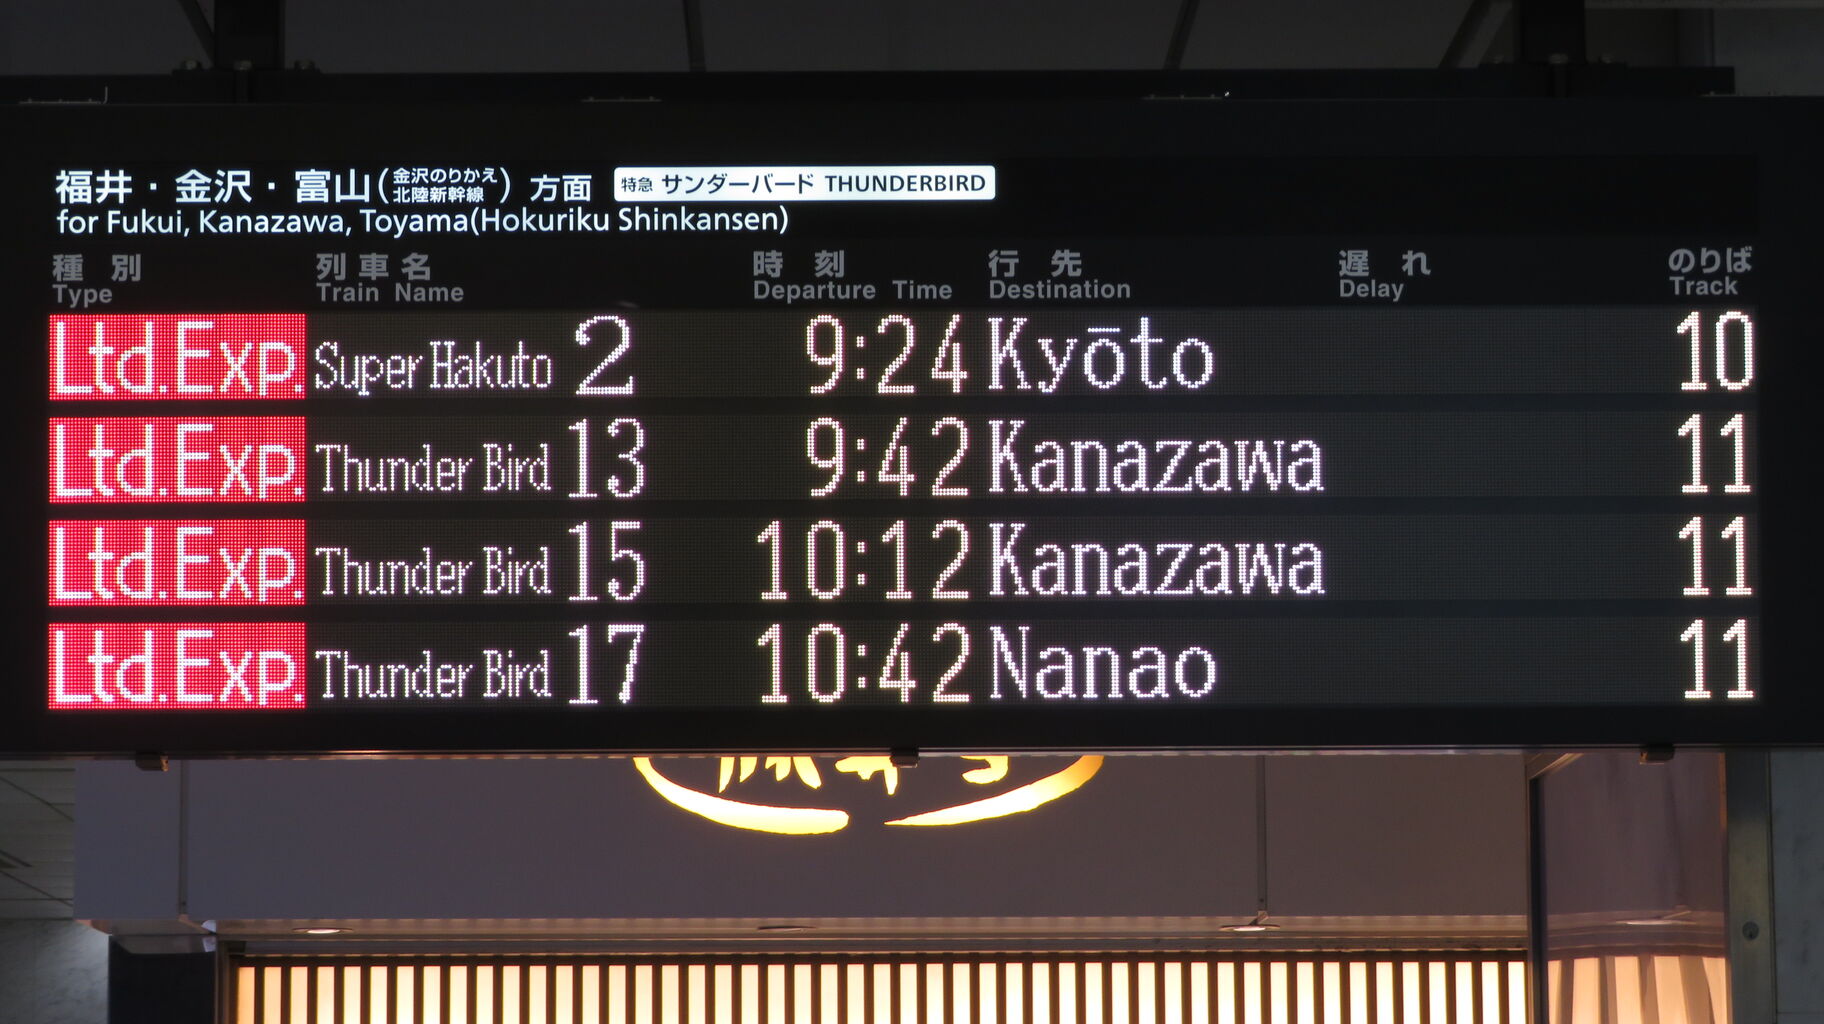 福井・金沢・富山(金沢のりかえ北陸新幹線)方面 特急 サンダーバード THUNDERBIRD
for Fukui, Kanazawa, Toyama(Hokuriku Shinkansen)
種別 列車名 時刻 行先 遅れ のりば
Type Train Name Departure Time Destination Delay Track
Ltd.Exp. Super Hakuto 2 9:24 Kyōto 10
Ltd.Exp. Thunder Bird 13 9:42 Kanazawa 11
Ltd.Exp. Thunder Bird 15 10:12 Kanazawa 11
Ltd.Exp. Thunder Bird 17 10:42 Nanao 11